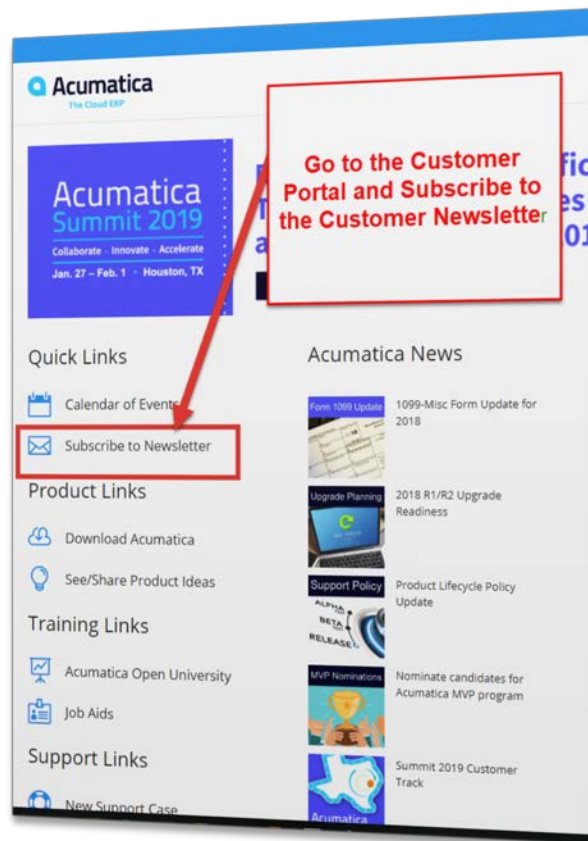 Acumatica
The Cloud ERP
Go to the Customer
Portal and Subscribe to
the Customer Newsletter
Acumatica
Summit 2019
Collaborate · Innovate · Accelerate
Jan. 27 – Feb. 1 · Houston, TX
Quick Links
Calendar of Events
Subscribe to Newsletter
Product Links
Download Acumatica
See/Share Product Ideas
Training Links
Acumatica Open University
Job Aids
Support Links
New Support Case
Acumatica News
Form 1099 Update
1099-Misc Form Update for
2018
Upgrade Planning
2018 R1/R2 Upgrade
Readiness
Support Policy
ALPHA
BETA
RELEASE
Product Lifecycle Policy
Update
MVP Nominations
Nominate candidates for
Acumatica MVP program
Acumatica
Summit 2019 Customer
Track